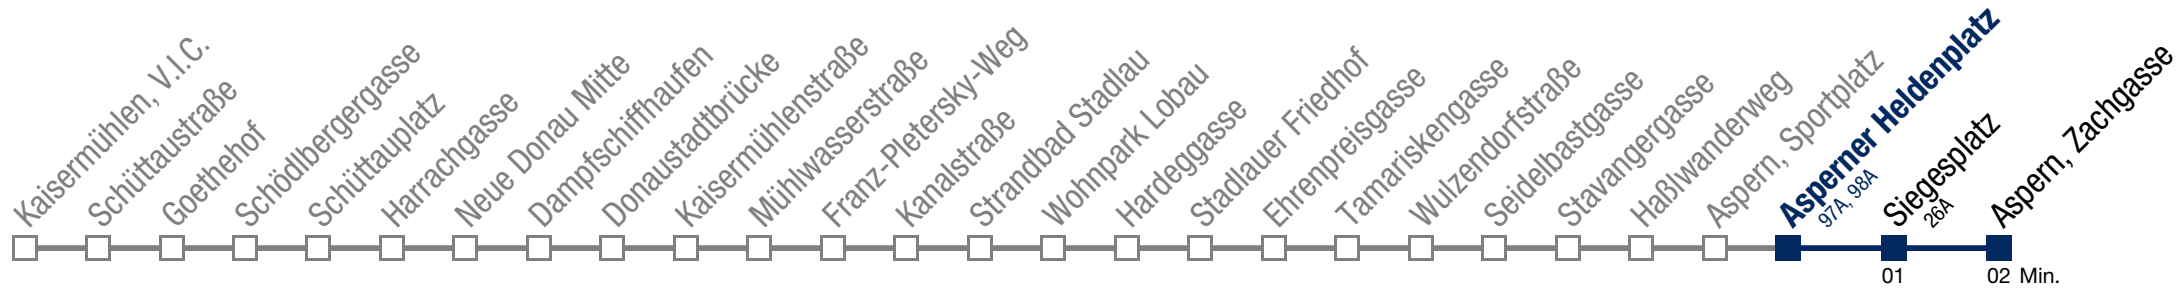 Kaisermühlen, V.I.C.
Schüttaustraße
Goethehof
Schödlbergergasse
Schüttauplatz
Harrachgasse
Neue Donau Mitte
Dampfschiffhaufen
Donaustadtbrücke
Kaisermühlenstraße
Mühlwasserstraße
Franz-Pletersky-Weg
Kanalstraße
Strandbad Stadlau
Wohnpark Lobau
Hardeggasse
Stadlauer Friedhof
Ehrenpreisgasse
Tamariskengasse
Wulzendorfstraße
Seidelbastgasse
Stavangergasse
Haßlwanderweg
Aspern, Sportplatz
Asperner Heldenplatz
97A, 98A
Siegesplatz
26A
Aspern, Zachgasse
01
02 Min.